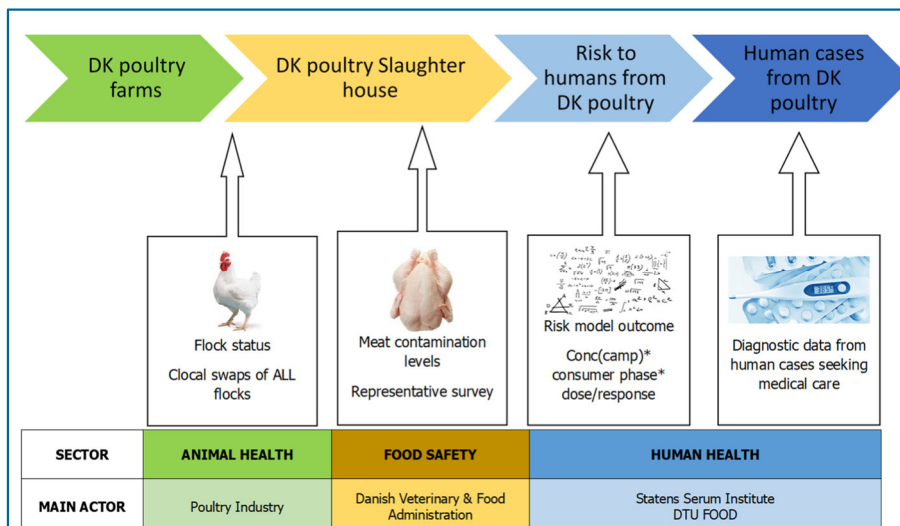 DK poultry
farms
DK poultry Slaughter
house
Risk to
humans from
DK poultry
Human cases
from DK
poultry
Flock status
Clocal swaps of ALL
flocks
Meat contamination
levels
Representative survey
Risk model outcome
Conc(camp)*
consumer phase*
dose/response
Diagnostic data from
human cases seeking
medical care
SECTOR
ANIMAL HEALTH
FOOD SAFETY
HUMAN HEALTH
MAIN ACTOR
Poultry Industry
Danish Veterinary & Food
Administration
Statens Serum Institute
DTU FOOD